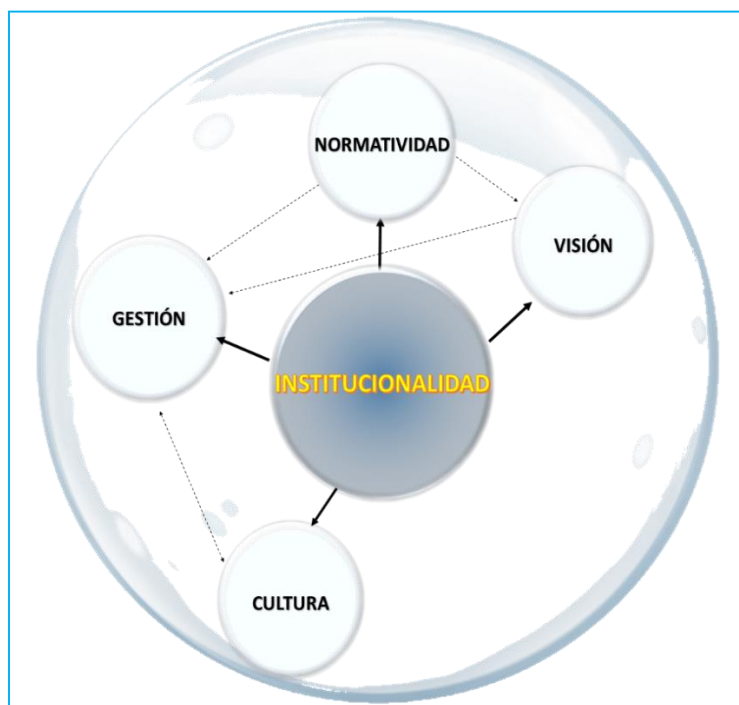 NORMATIVIDAD
VISIÓN
GESTIÓN
INSTITUCIONALIDAD
CULTURA